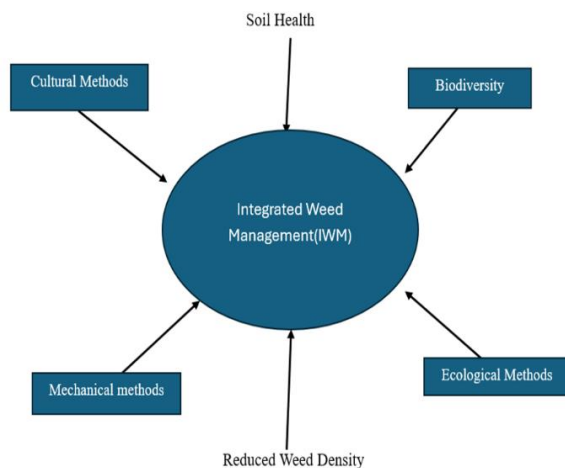 Soil Health
Cultural Methods
Biodiversity
Integrated Weed
Management(IWM)
Mechanical methods
Ecological Methods
Reduced Weed Density